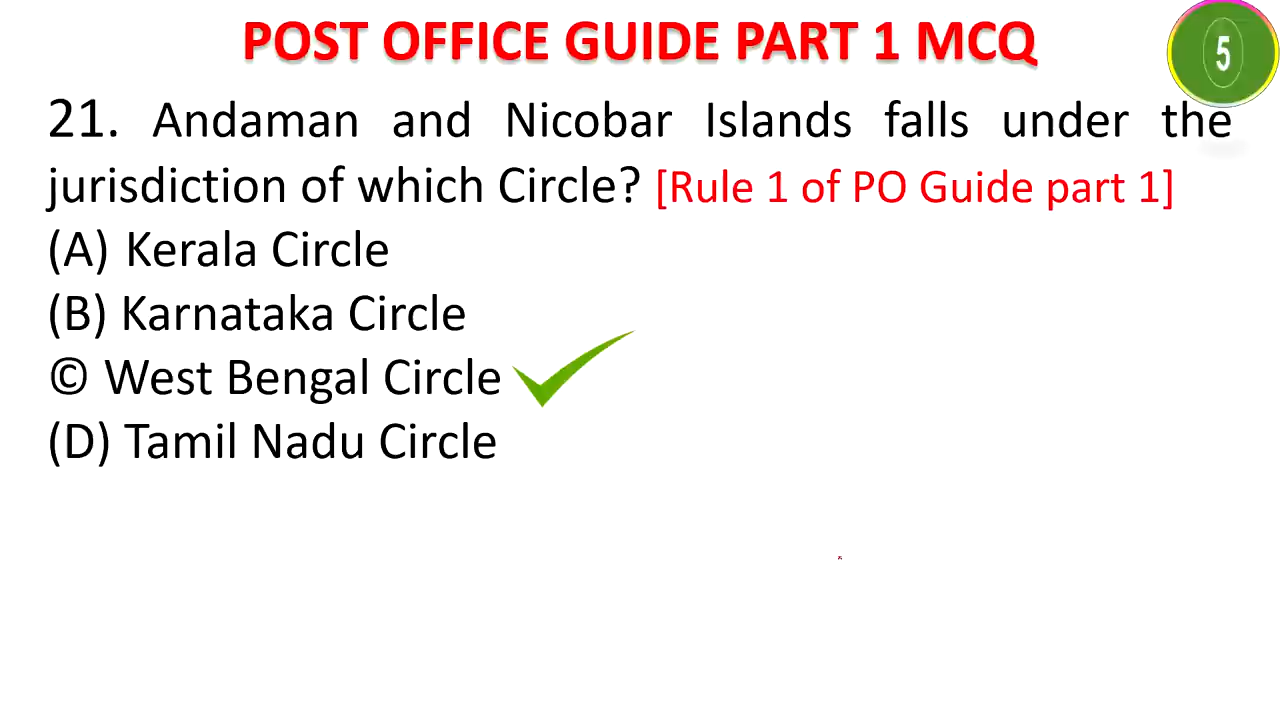 POST OFFICE GUIDE PART 1 MCQ
5
21. Andaman and Nicobar Islands falls under the
jurisdiction of which Circle? [Rule 1 of PO Guide part 1]
(A) Kerala Circle
(B) Karnataka Circle
© West Bengal Circle
(D) Tamil Nadu Circle